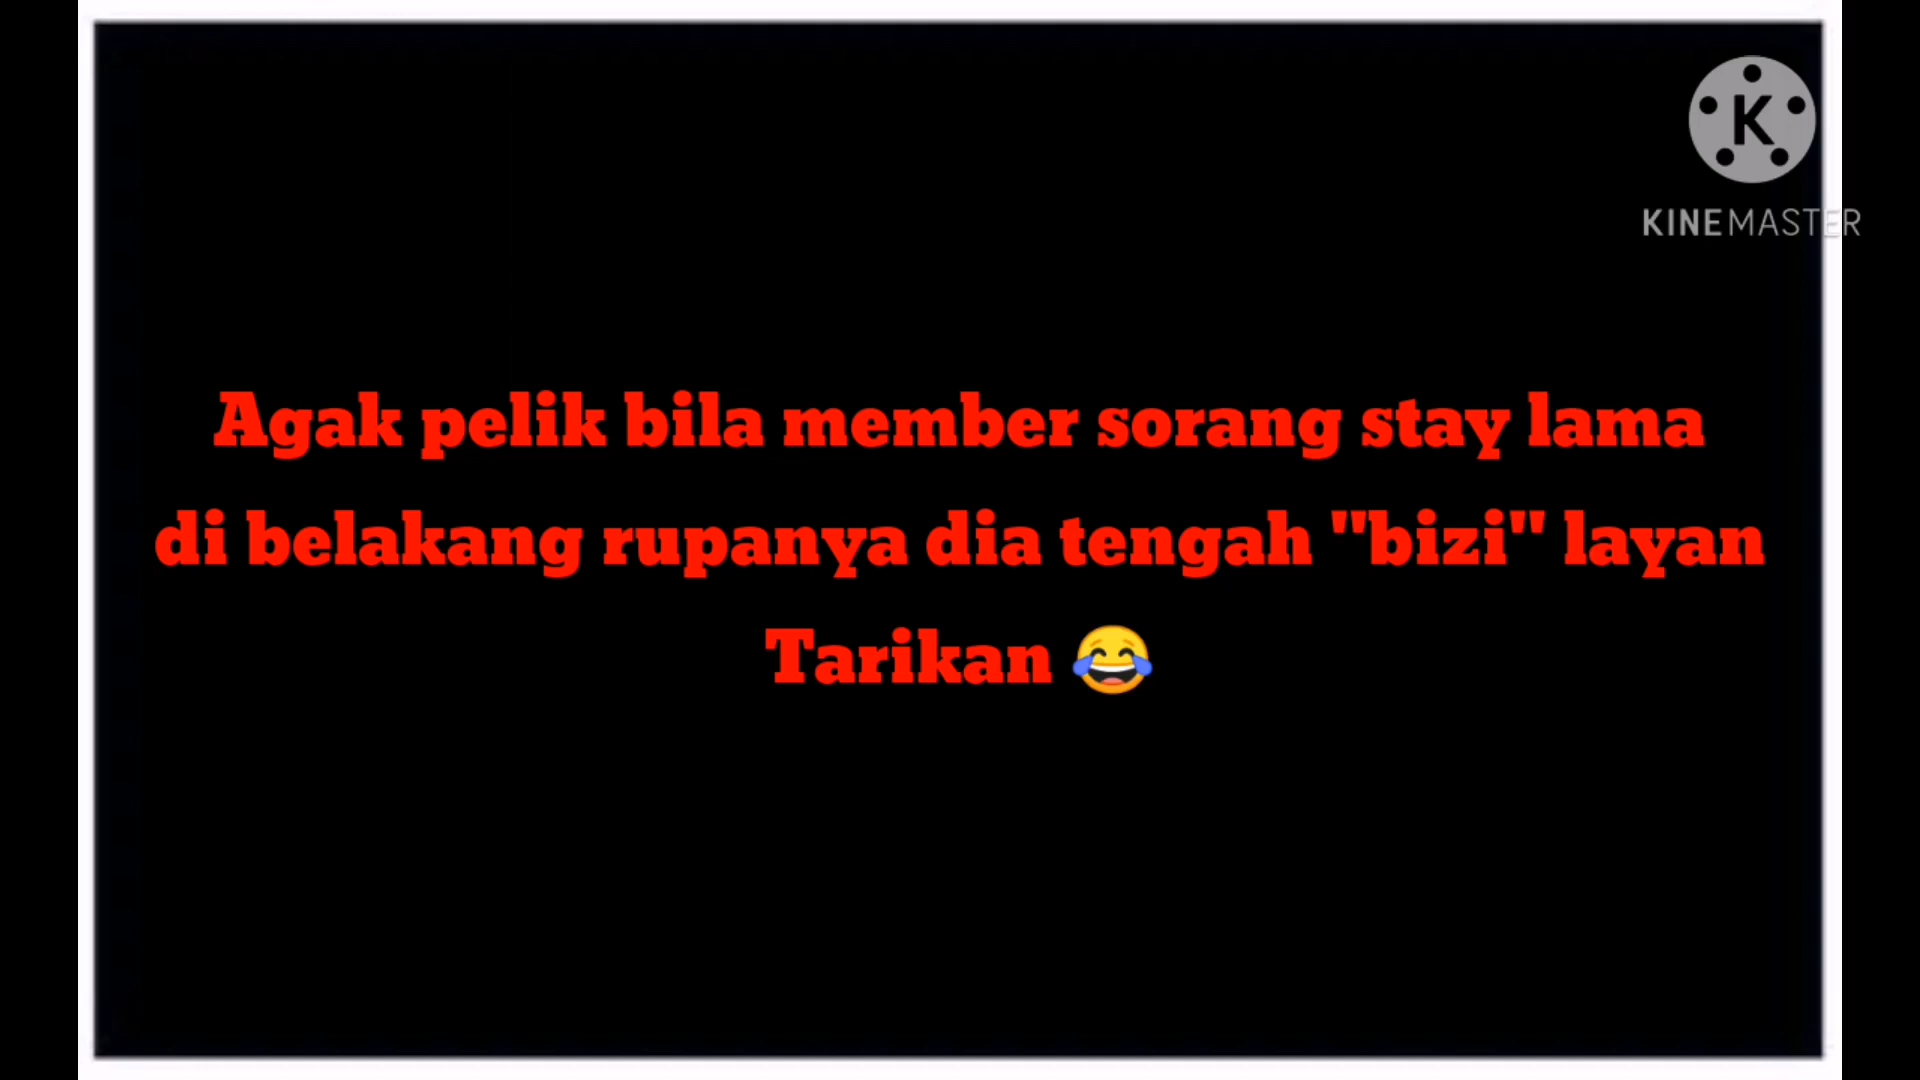 K
KINEMASTER
Agak pelik bila member sorang stay lama
di belakang rupanya dia tengah "bizi" layan
Tarikan 😂